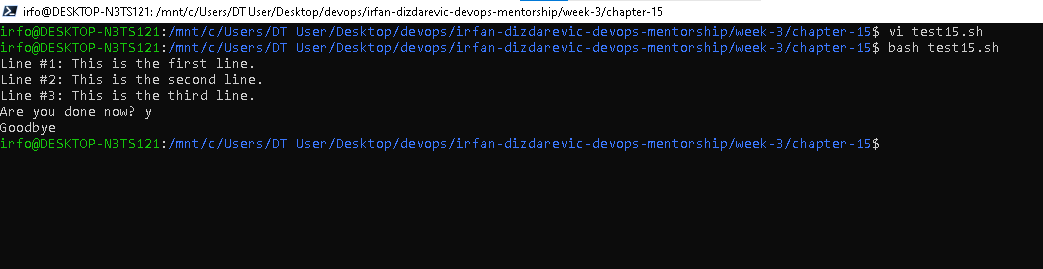 irfo@DESKTOP-N3TS121: /mnt/c/Users/DT User/Desktop/devops/irfan-dizdarevic-devops-mentorship/week-3/chapter-15
irfo@DESKTOP-N3TS121:/mnt/c/Users/DT User/Desktop/devops/irfan-dizdarevic-devops-mentorship/week-3/chapter-15$ vi test15.sh
irfo@DESKTOP-N3TS121:/mnt/c/Users/DT User/Desktop/devops/irfan-dizdarevic-devops-mentorship/week-3/chapter-15$ bash test15.sh
Line #1: This is the first line.
Line #2: This is the second line.
Line #3: This is the third line.
Are you done now? y
Goodbye
irfo@DESKTOP-N3TS121:/mnt/c/Users/DT User/Desktop/devops/irfan-dizdarevic-devops-mentorship/week-3/chapter-15$